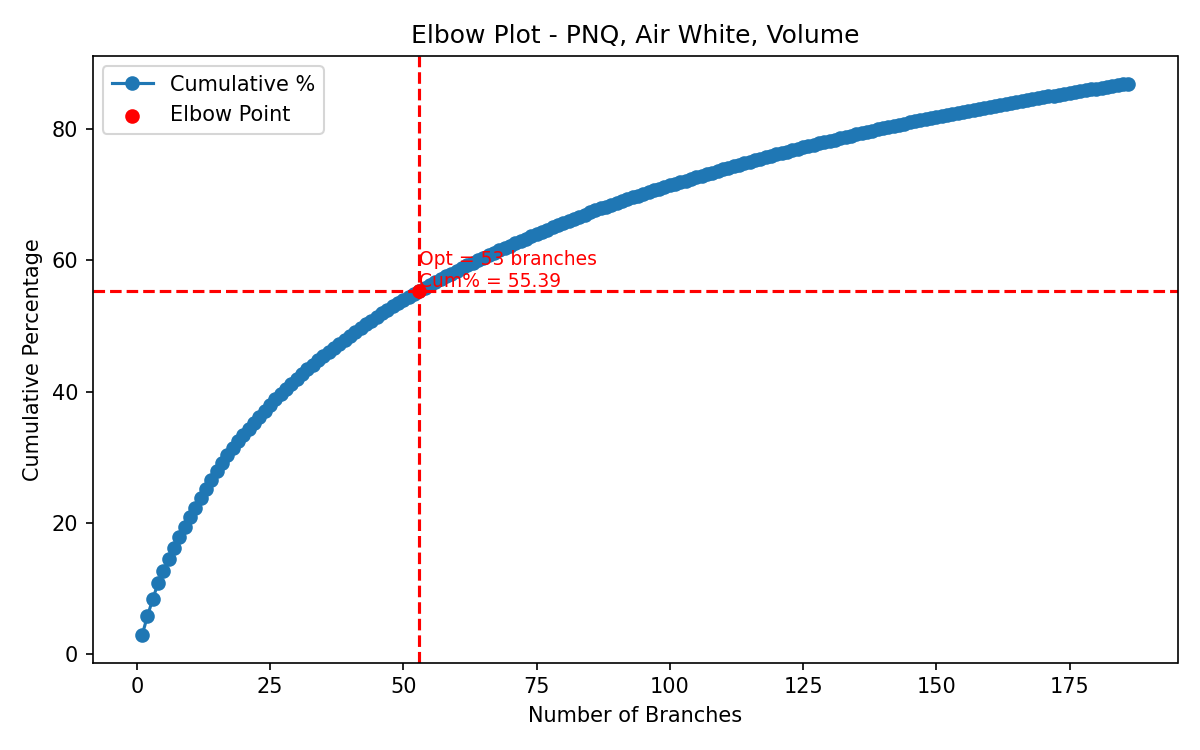 Elbow Plot - PNQ, Air White, Volume
Cumulative %
Elbow Point
Opt = 53 branches
Cum% = 55.39
Cumulative Percentage
80
60
40
20
0
0 25 50 75 100 125 150 175
Number of Branches